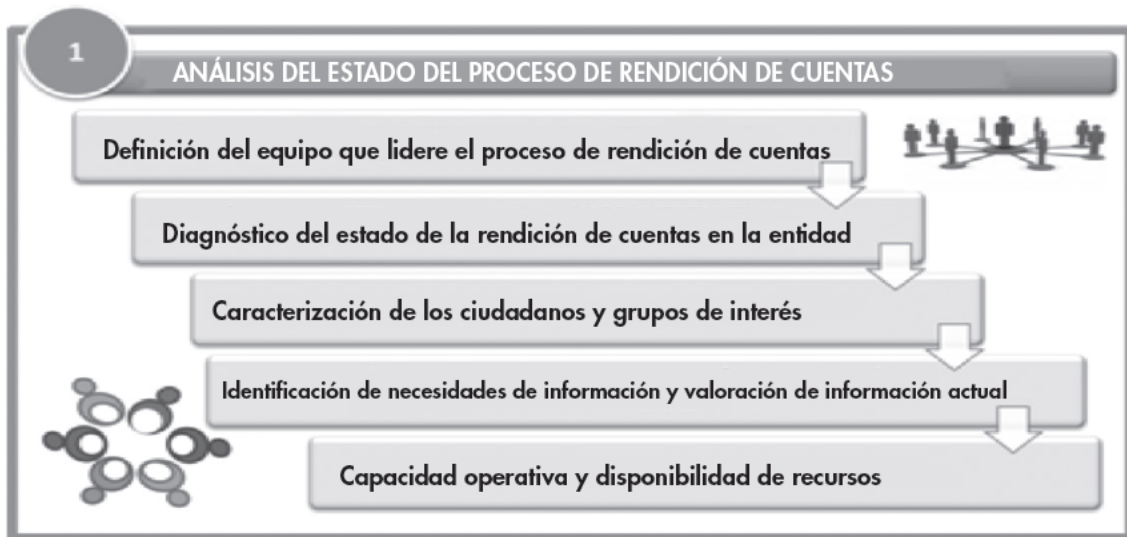 1
ANÁLISIS DEL ESTADO DEL PROCESO DE RENDICIÓN DE CUENTAS
Definición del equipo que lidere el proceso de rendición de cuentas
Diagnóstico del estado de la rendición de cuentas en la entidad
Caracterización de los ciudadanos y grupos de interés
Identificación de necesidades de información y valoración de información actual
Capacidad operativa y disponibilidad de recursos